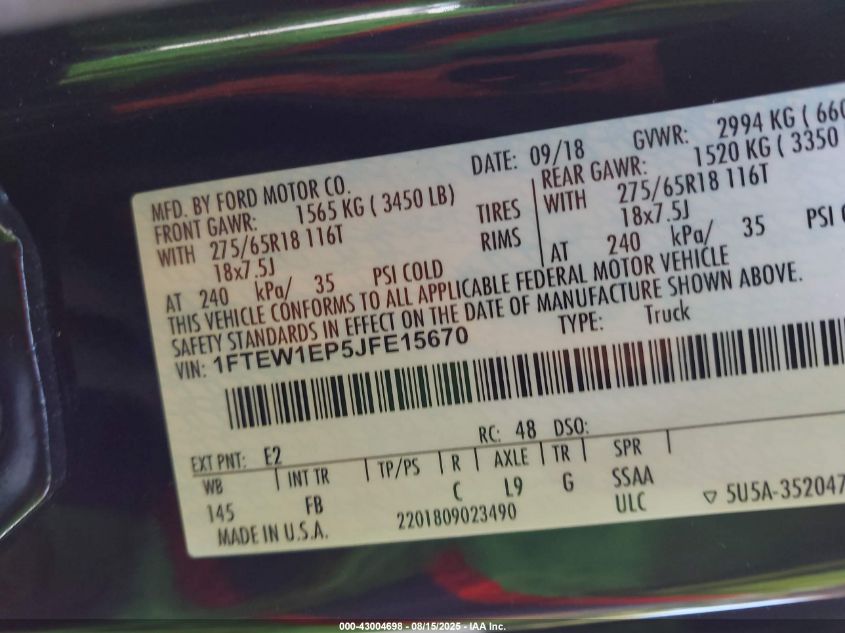 MFD. BY FORD MOTOR CO.
DATE: 09/18 GVWR: 2994 KG ( 660
FRONT GAWR: 1565 KG ( 3450 LB) REAR GAWR: 1520 KG ( 3350
WITH 275/65R18 116T TIRES WITH 275/65R18 116T
18x7.5J RIMS 18x7.5J
AT 240 kPa/ 35 PSI COLD AT 240 kPa/ 35 PSI
THIS VEHICLE CONFORMS TO ALL APPLICABLE FEDERAL MOTOR VEHICLE
SAFETY STANDARDS IN EFFECT ON THE DATE OF MANUFACTURE SHOWN ABOVE.
VIN: 1FTEW1EP5JFE15670 TYPE: Truck
EXT PNT: E2 RC: 48 DSO:
WB INT TR TP/PS R AXLE TR SPR
145 FB C L9 G SSAA
ULC
MADE IN U.S.A. 2201809023490 ▽ 5U5A-352047
000-43004698 - 08/15/2025 - IAA Inc.